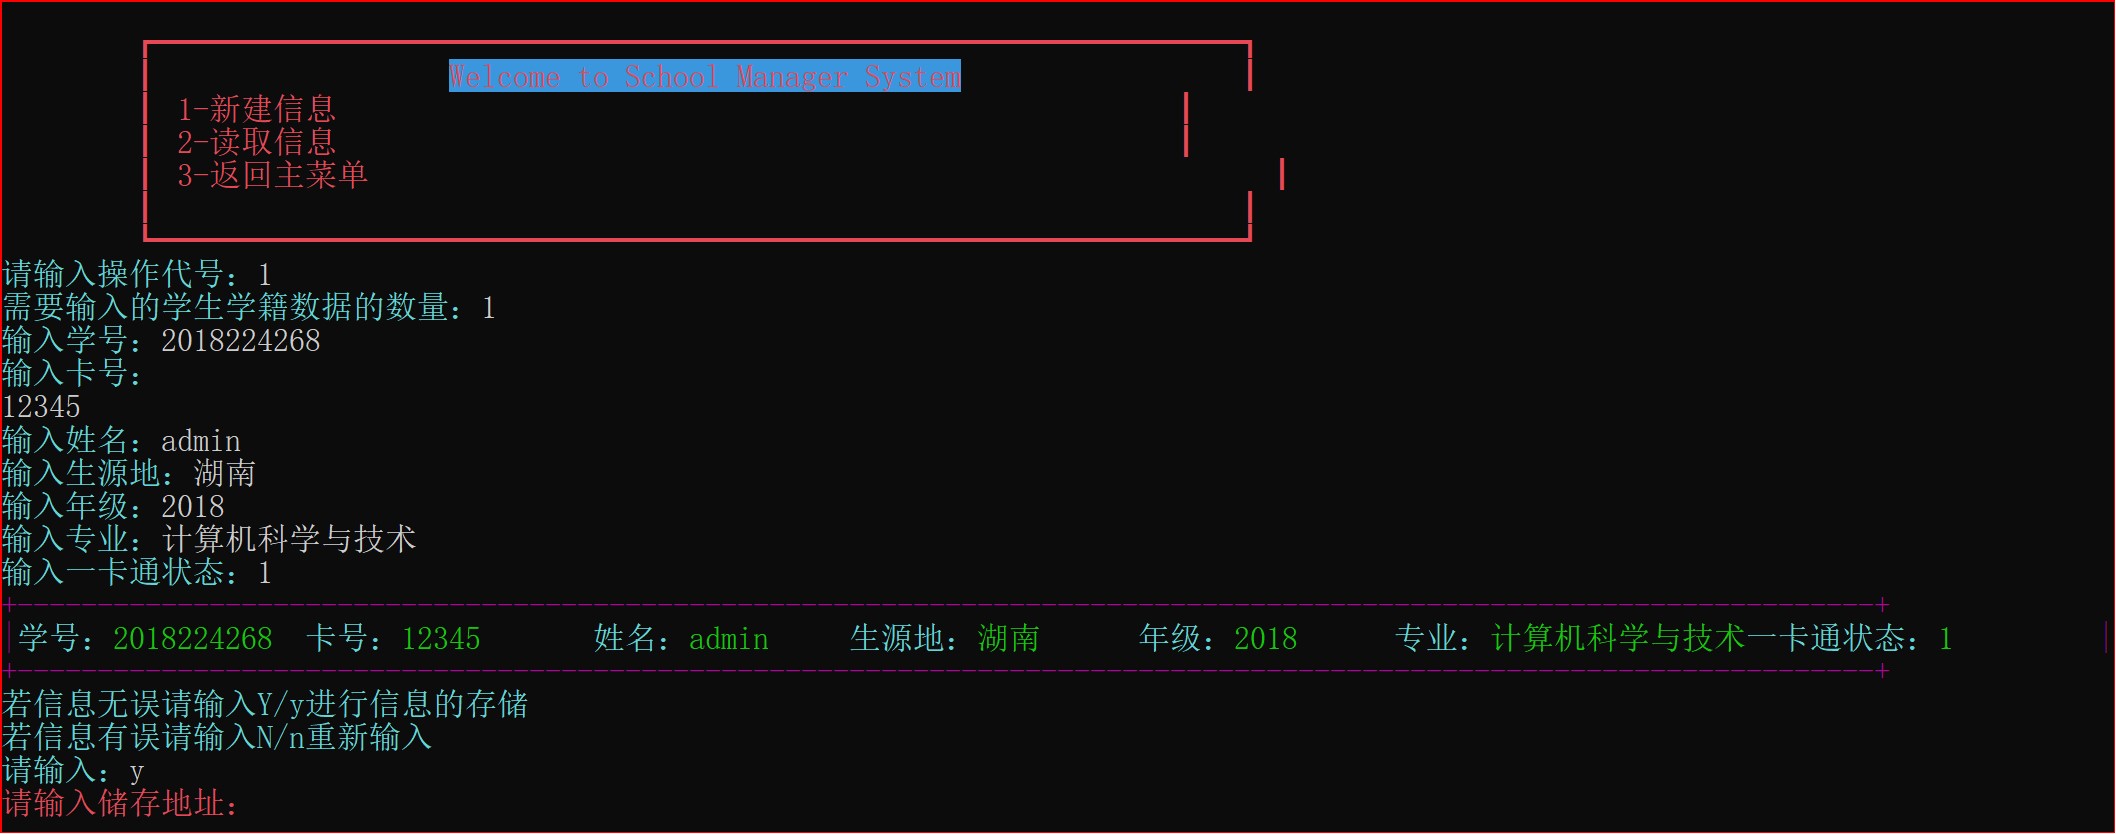 Welcome to School Manager System
1-新建信息
2-读取信息
3-返回主菜单
请输入操作代号：1
需要输入的学生学籍数据的数量：1
输入学号：2018224268
输入卡号：
12345
输入姓名：admin
输入生源地：湖南
输入年级：2018
输入专业：计算机科学与技术
输入一卡通状态：1
学号：2018224268 卡号：12345 姓名：admin 生源地：湖南 年级：2018 专业：计算机科学与技术一卡通状态：1
若信息无误请输入Y/y进行信息的存储
若信息有误请输入N/n重新输入
请输入：y
请输入储存地址：